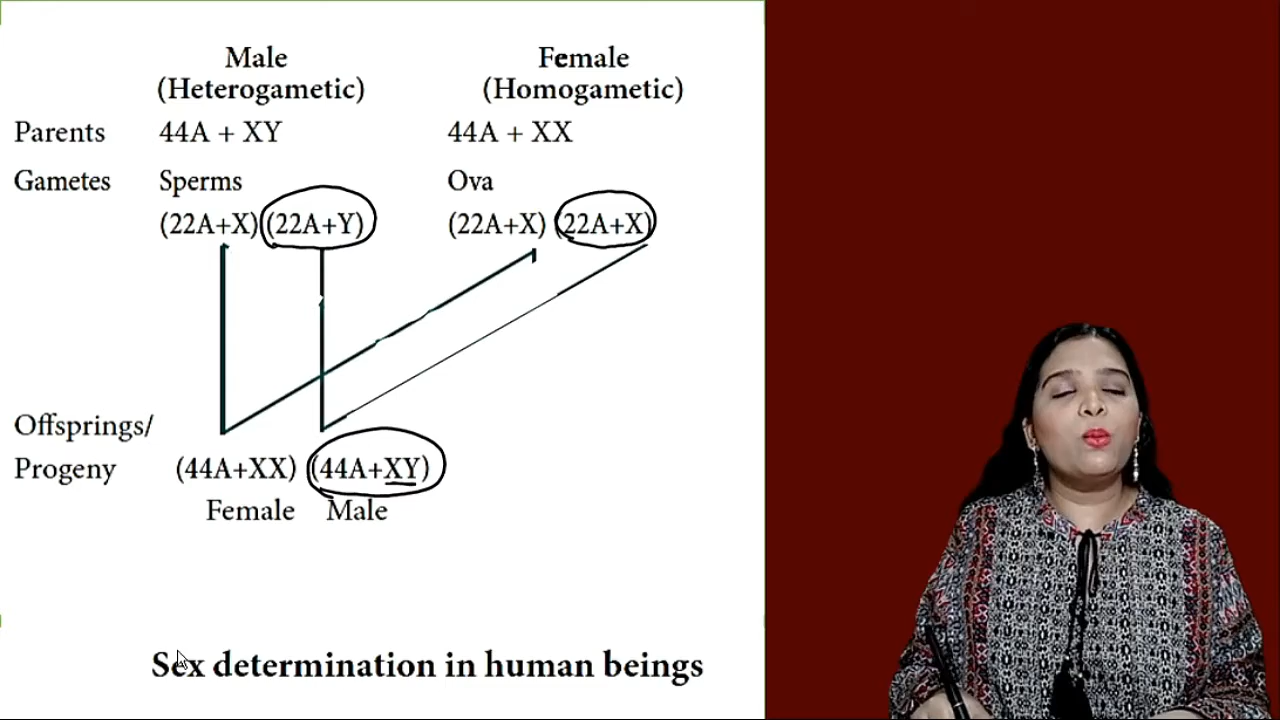 Male Female
(Heterogametic) (Homogametic)
Parents 44A + XY 44A + XX
Gametes Sperms Ova
(22A+X) (22A+Y) (22A+X) (22A+X)
Offsprings/
Progeny (44A+XX) (44A+XY)
Female Male
Sex determination in human beings